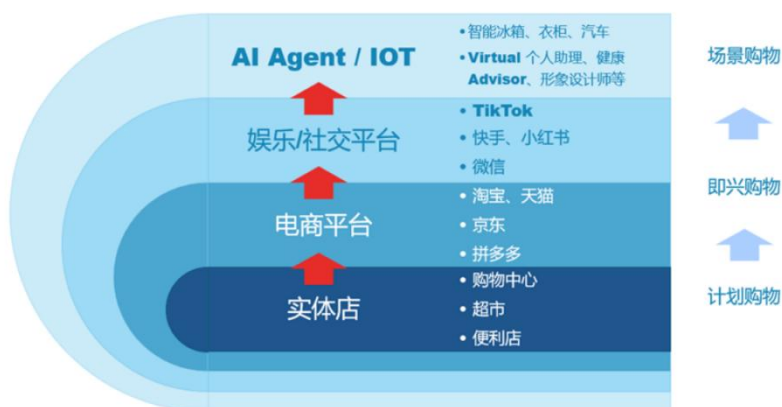 AI Agent / IOT
• 智能冰箱、衣柜、汽车
• Virtual 个人助理、健康
Advisor、形象设计师等
场景购物
娱乐/社交平台
• TikTok
• 快手、小红书
• 微信
即兴购物
电商平台
• 淘宝、天猫
• 京东
• 拼多多
计划购物
实体店
• 购物中心
• 超市
• 便利店